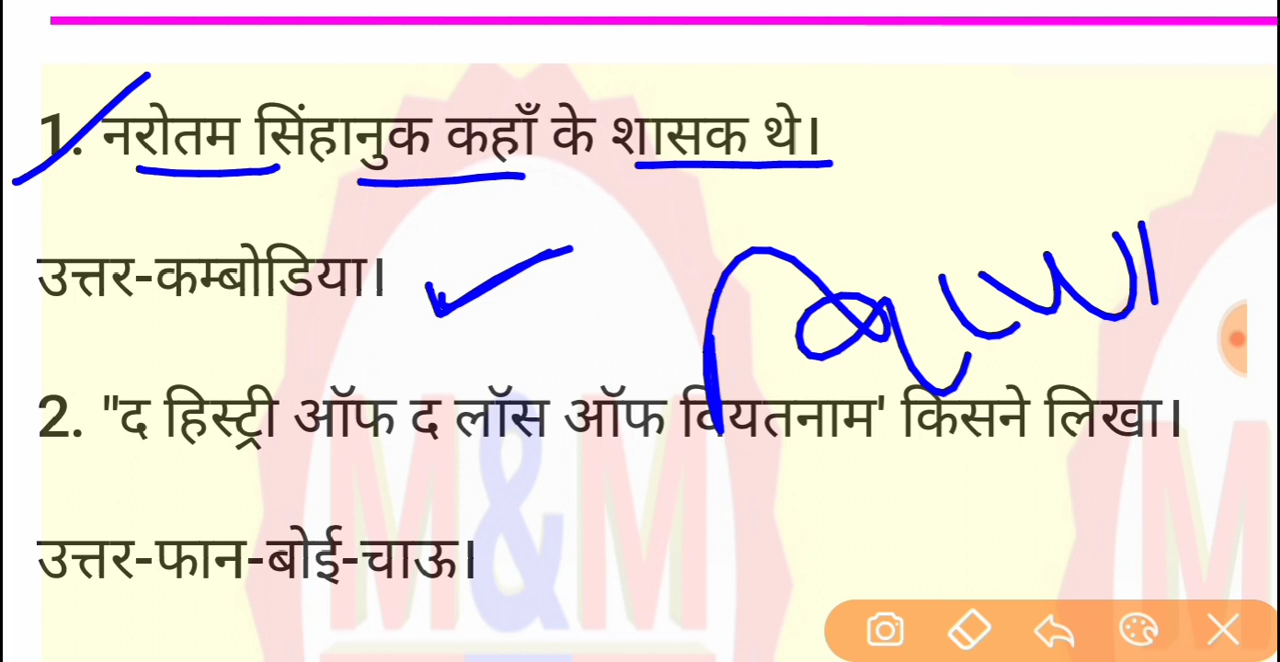 1. नरोतम सिंहानुक कहाँ के शासक थे।
उत्तर-कम्बोडिया।
2. "द हिस्ट्री ऑफ द लॉस ऑफ वियतनाम' किसने लिखा।
M&M
M
उत्तर-फान-बोई-चाऊ।